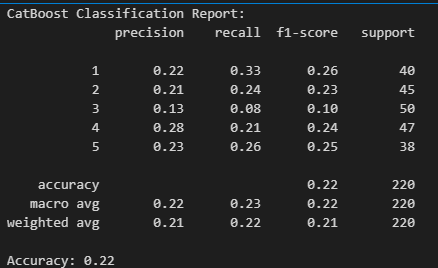 CatBoost Classification Report:
precision recall f1-score support
1 0.22 0.33 0.26 40
2 0.21 0.24 0.23 45
3 0.13 0.08 0.10 50
4 0.28 0.21 0.24 47
5 0.23 0.26 0.25 38
accuracy 0.22 220
macro avg 0.22 0.23 0.22 220
weighted avg 0.21 0.22 0.21 220
Accuracy: 0.22